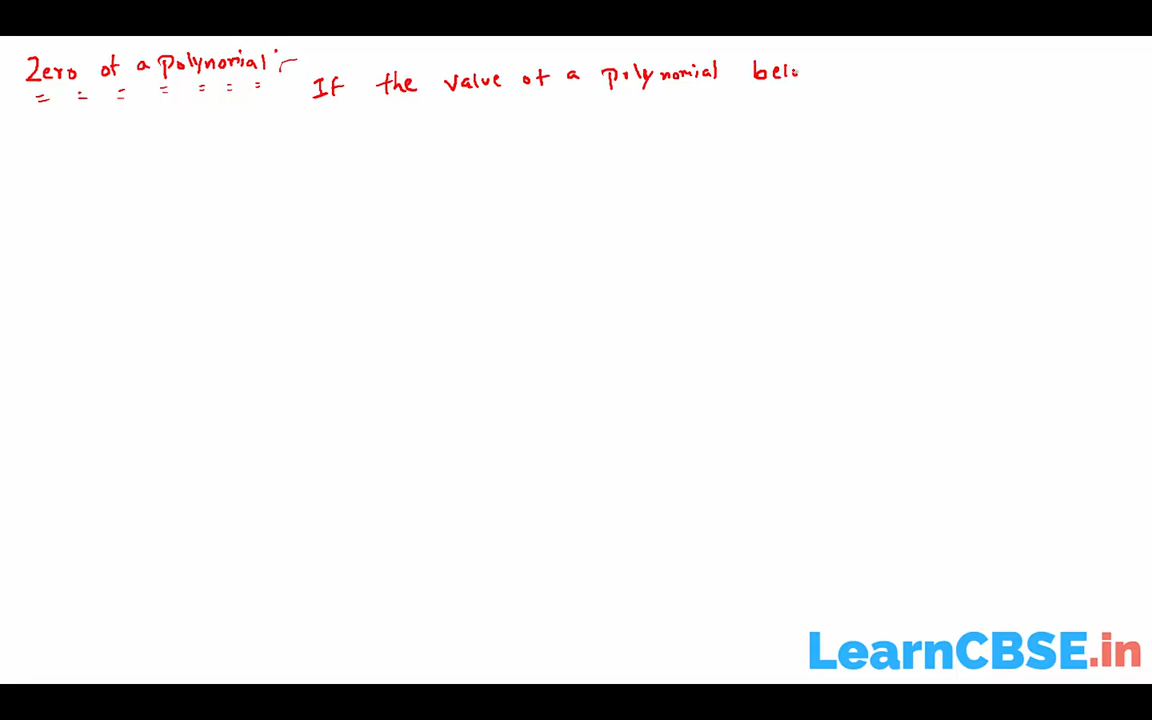 Zero of a polynomial :-
If the value of a polynomial
LearnCBSE.in